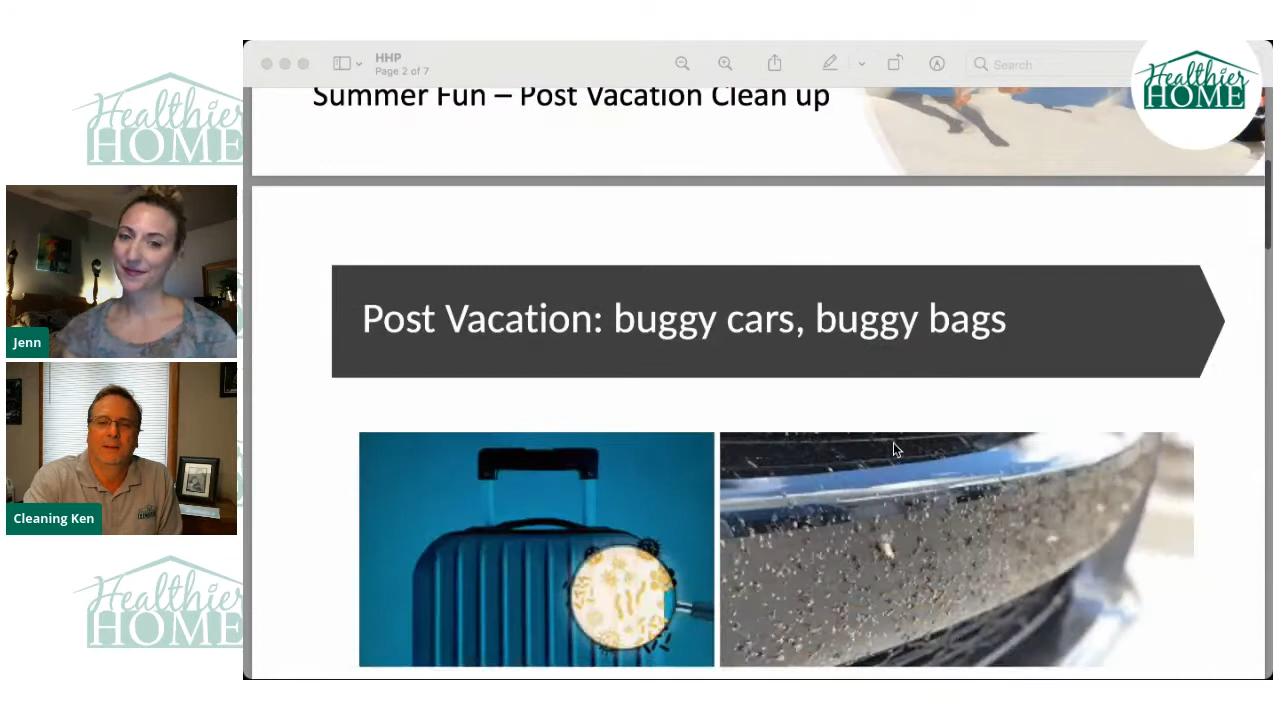 Healthier
HOME
Jenn
Cleaning Ken
Healthier
HOME
HHP
Page 2 of 7
Search
Healthier
HOME
Summer Fun – Post Vacation Clean up
Post Vacation: buggy cars, buggy bags